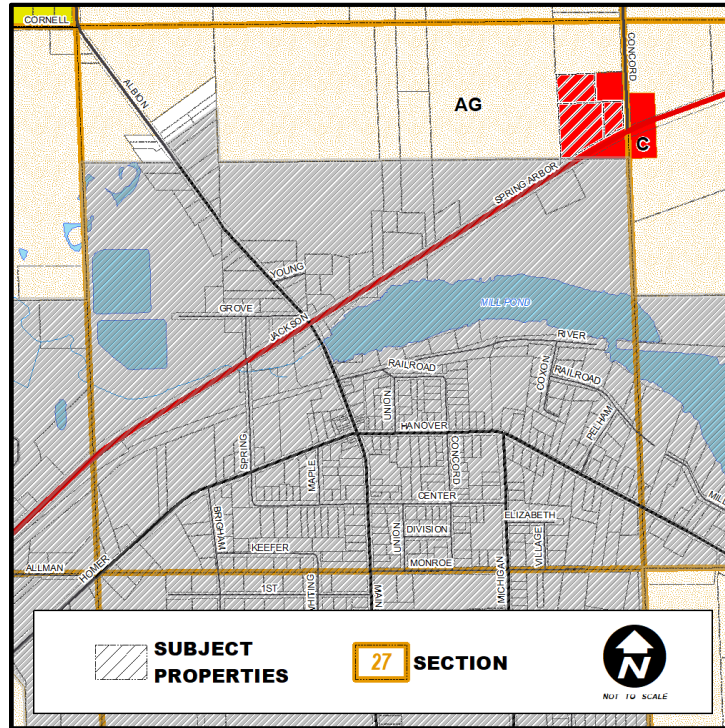 CORNELL
CONCORD
ALBION
AG
C
SPRING ARBOR
YOUNG
MILL POND
GROVE
JACKSON
RIVER
RAILROAD
COXON
RAILROAD
UNION
PELHAM
HANOVER
SPRING
MAPLE
CONCORD
CENTER
BRIGHAM
UNION
DIVISION
ELIZABETH
VILLAGE
KEEFER
MONROE
MICHIGAN
ALLMAN
HOMER
1ST
WHITING
MAIN
MILL
SUBJECT
PROPERTIES
27 SECTION
N
NOT TO SCALE